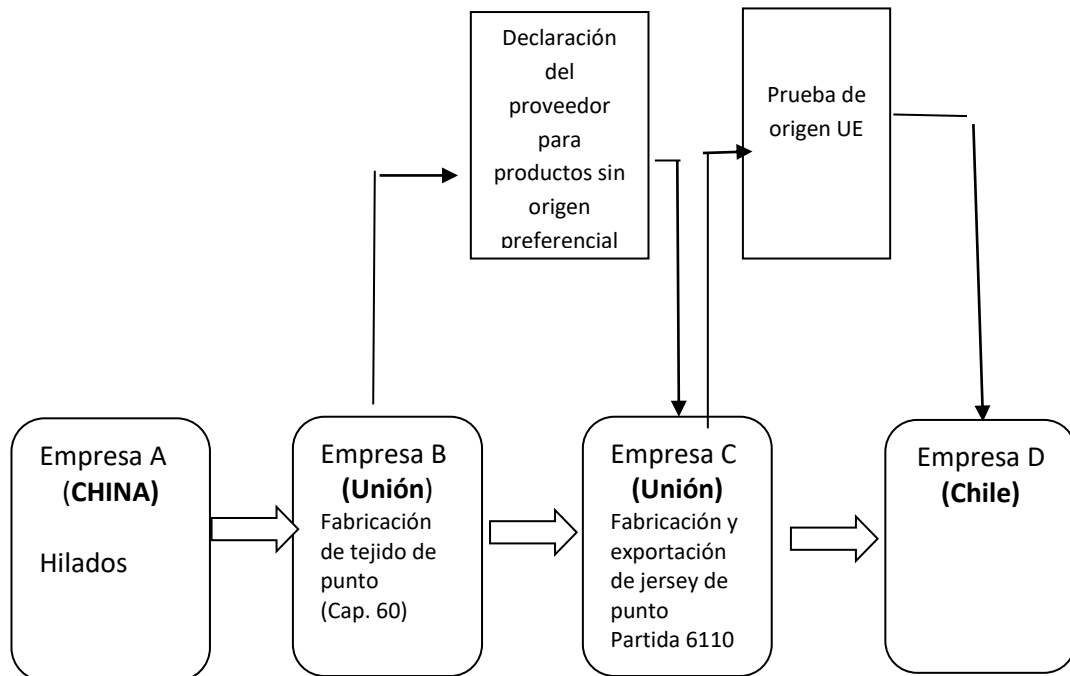 Declaración
del
proveedor
para
productos sin
origen
preferencial
Prueba de
origen UE
Empresa A
(CHINA)
Hilados
Empresa B
(Unión)
Fabricación
de tejido de
punto
(Cap. 60)
Empresa C
(Unión)
Fabricación y
exportación
de jersey de
punto
Partida 6110
Empresa D
(Chile)